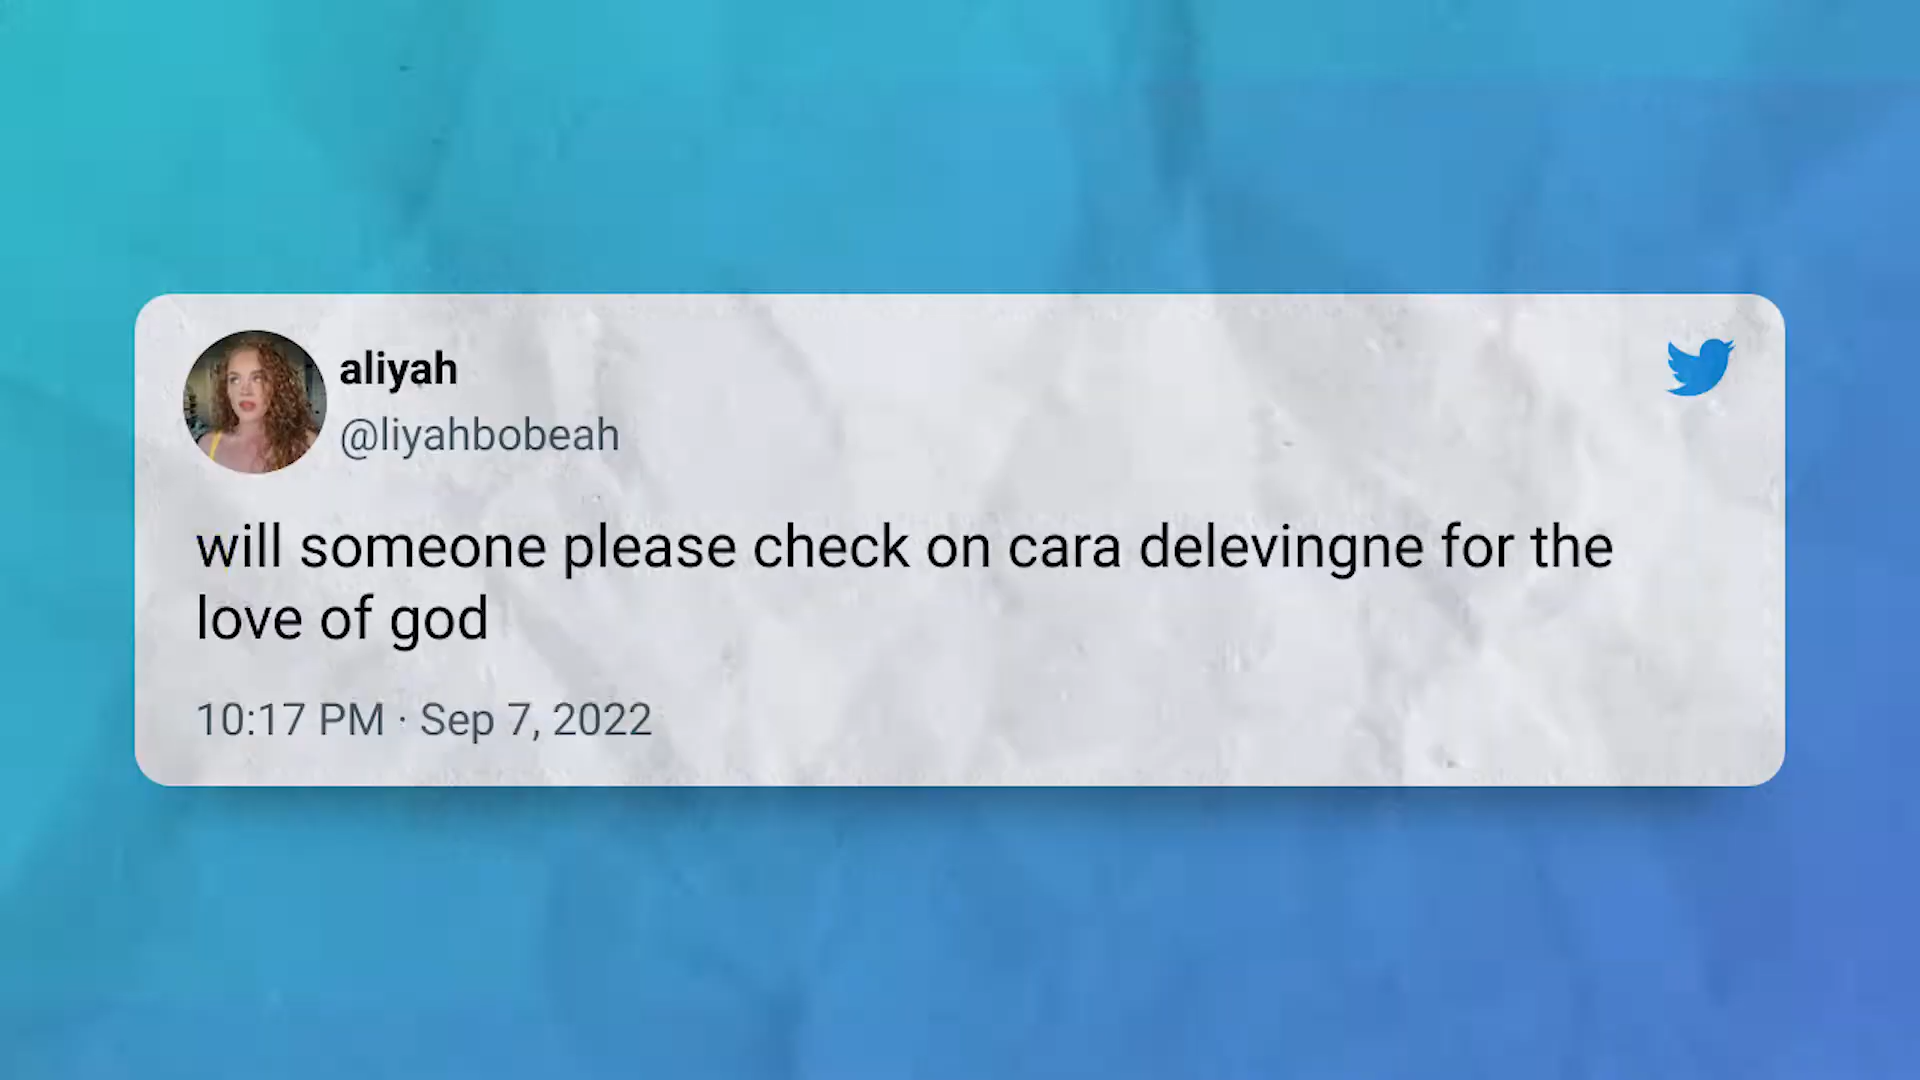 aliyah
@liyahbobeah
will someone please check on cara delevingne for the
love of god
10:17 PM · Sep 7, 2022